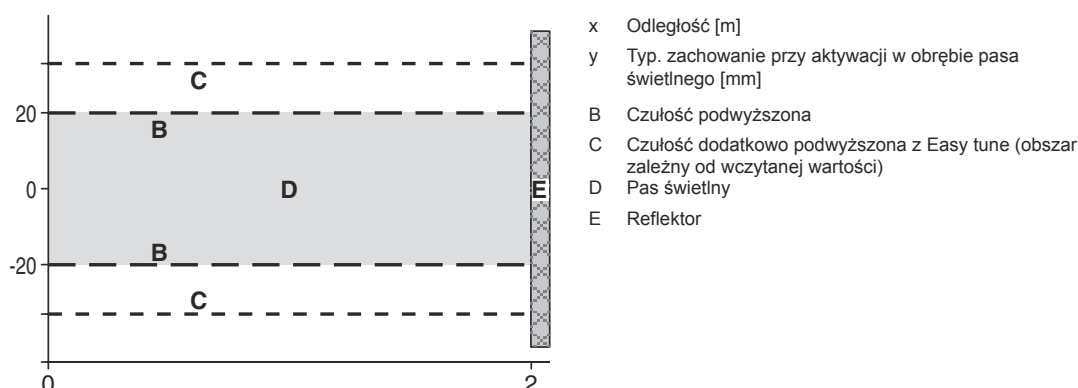 C
20
B
0
D
E
B
-20
C
0
2
x Odległość [m]
y Typ. zachowanie przy aktywacji w obrębie pasa
świetlnego [mm]
B Czułość podwyższona
C Czułość dodatkowo podwyższona z Easy tune (obszar
zależny od wczytanej wartości)
D Pas świetlny
E Reflektor